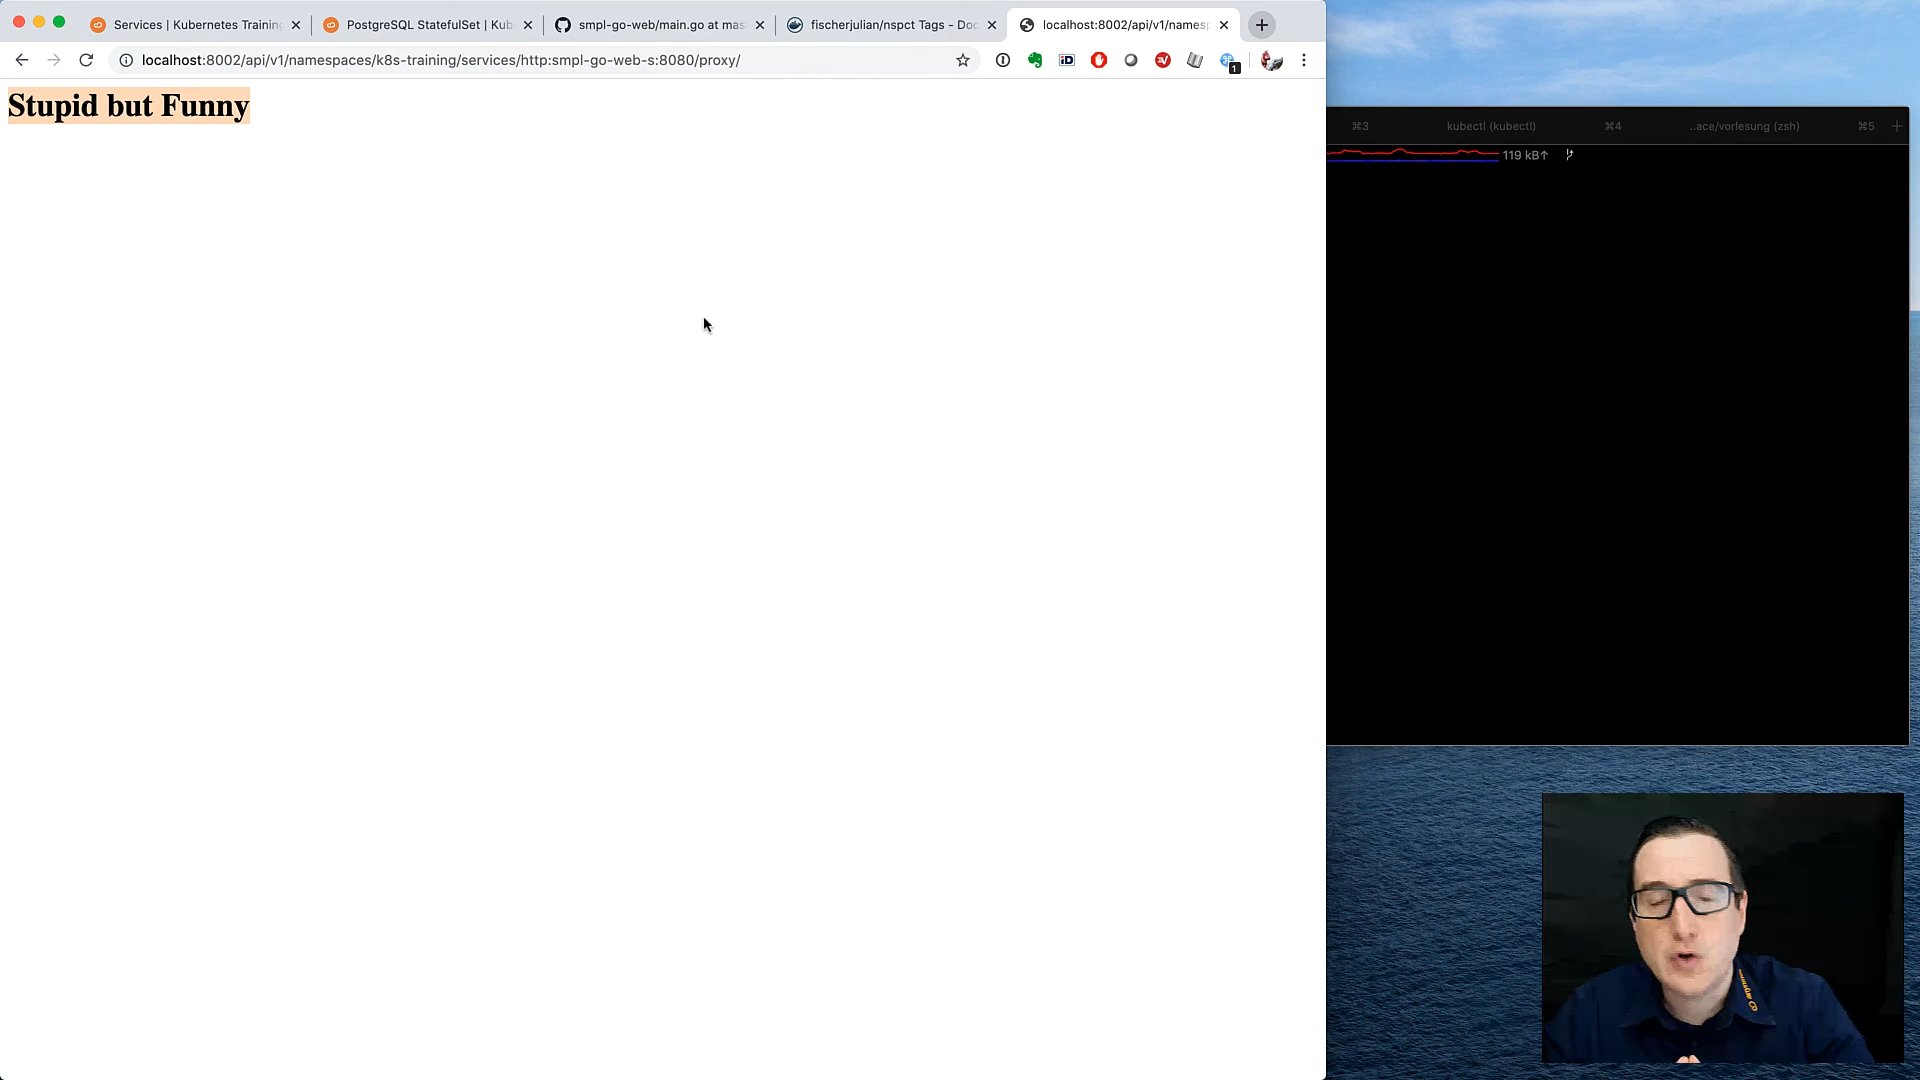 Services | Kubernetes Training
PostgreSQL StatefulSet | Kub
smpl-go-web/main.go at mas
fischerjulian/nspct Tags - Doc
localhost:8002/api/v1/namesp
localhost:8002/api/v1/namespaces/k8s-training/services/http:smpl-go-web-s:8080/proxy/
1
Stupid but Funny
⌘3
kubectl (kubectl)
⌘4
..ace/vorlesung (zsh)
⌘5
119 kB↑